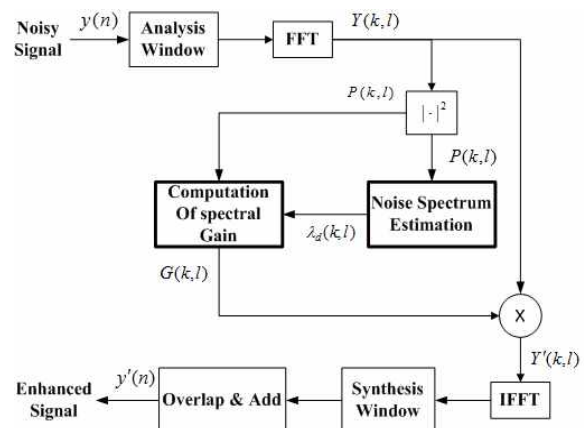 Noisy
Signal
y(n)
Analysis
Window
FFT
Y(k,l)
P(k,l)
|·|²
P(k,l)
Computation
Of spectral
Gain
λd(k,l)
Noise Spectrum
Estimation
G(k,l)
X
Y'(k,l)
Enhanced
Signal
y'(n)
Overlap & Add
Synthesis
Window
IFFT